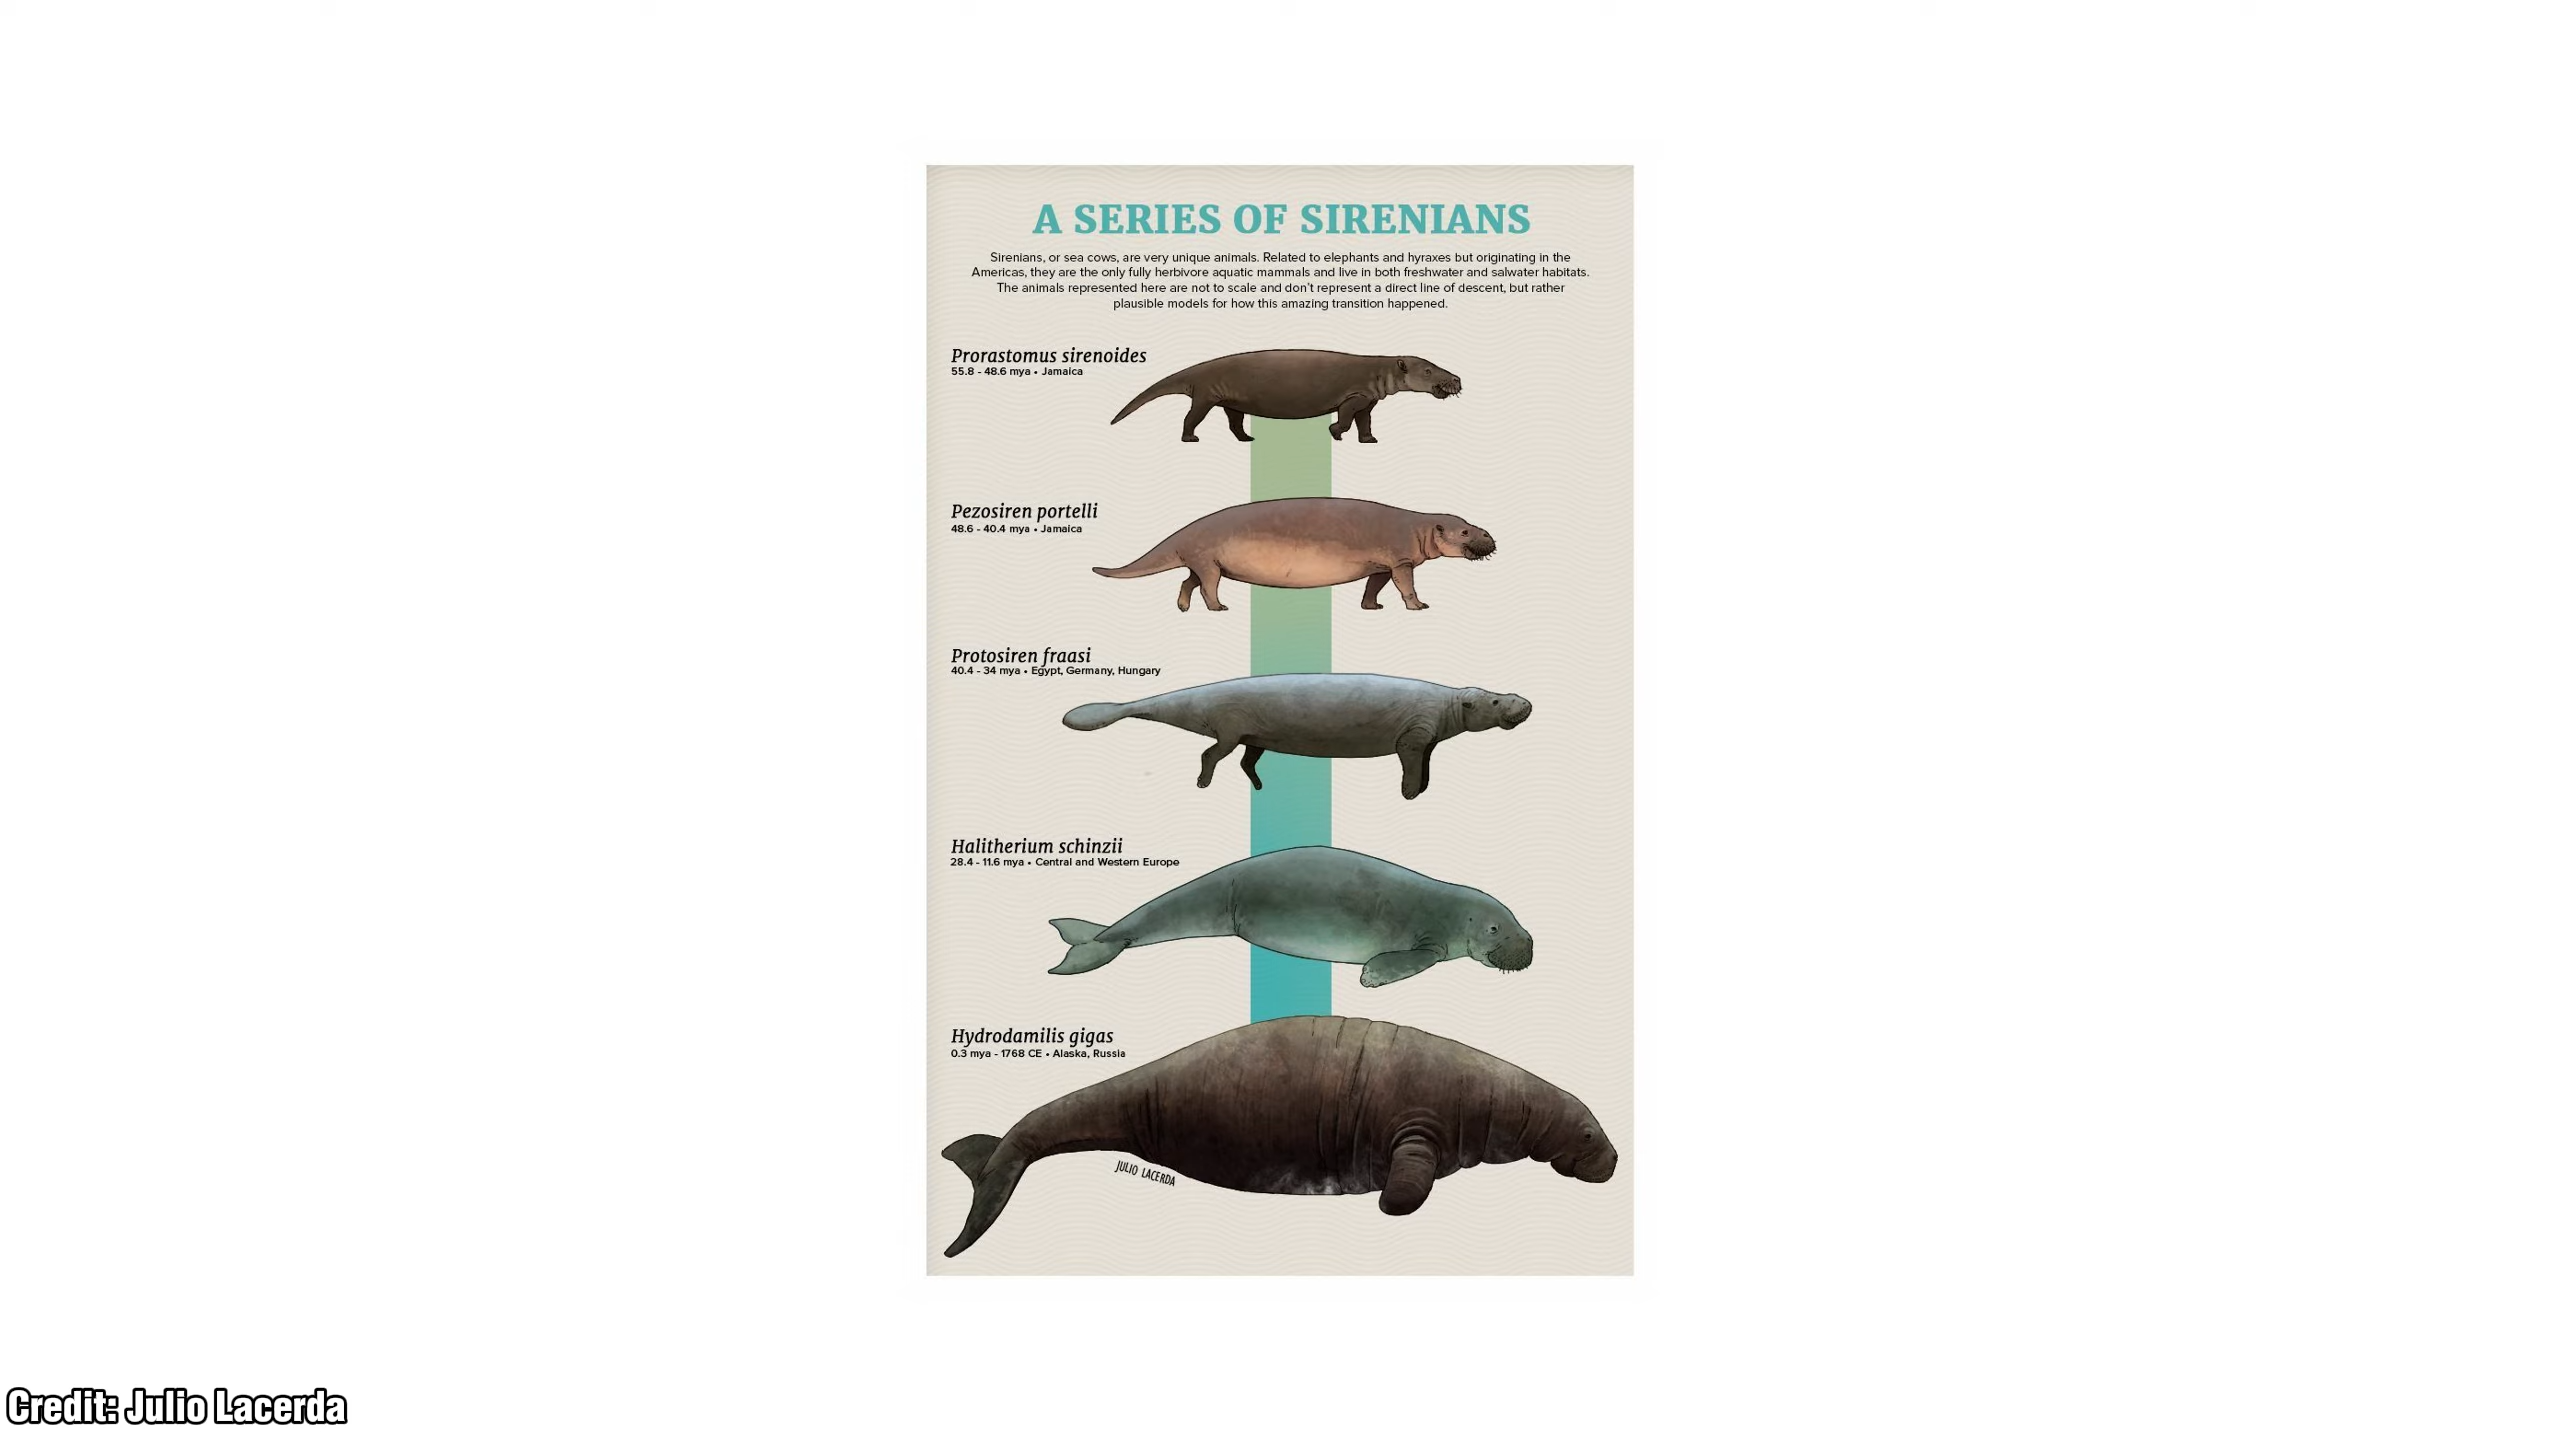 A SERIES OF SIRENIANS
Sirenians, or sea cows, are very unique animals. Related to elephants and hyraxes but originating in the
Americas, they are the only fully herbivore aquatic mammals and live in both freshwater and salwater habitats.
The animals represented here are not to scale and don't represent a direct line of descent, but rather
plausible models for how this amazing transition happened.
Prorastomus sirenoides
55.8 - 48.6 mya • Jamaica
Pezosiren portelli
48.6 - 40.4 mya • Jamaica
Protosiren fraasi
40.4 - 34 mya • Egypt, Germany, Hungary
Halitherium schinzii
28.4 - 11.6 mya • Central and Western Europe
Hydrodamilis gigas
0.3 mya - 1768 CE • Alaska, Russia
JULIO LACERDA
Credit: Julio Lacerda